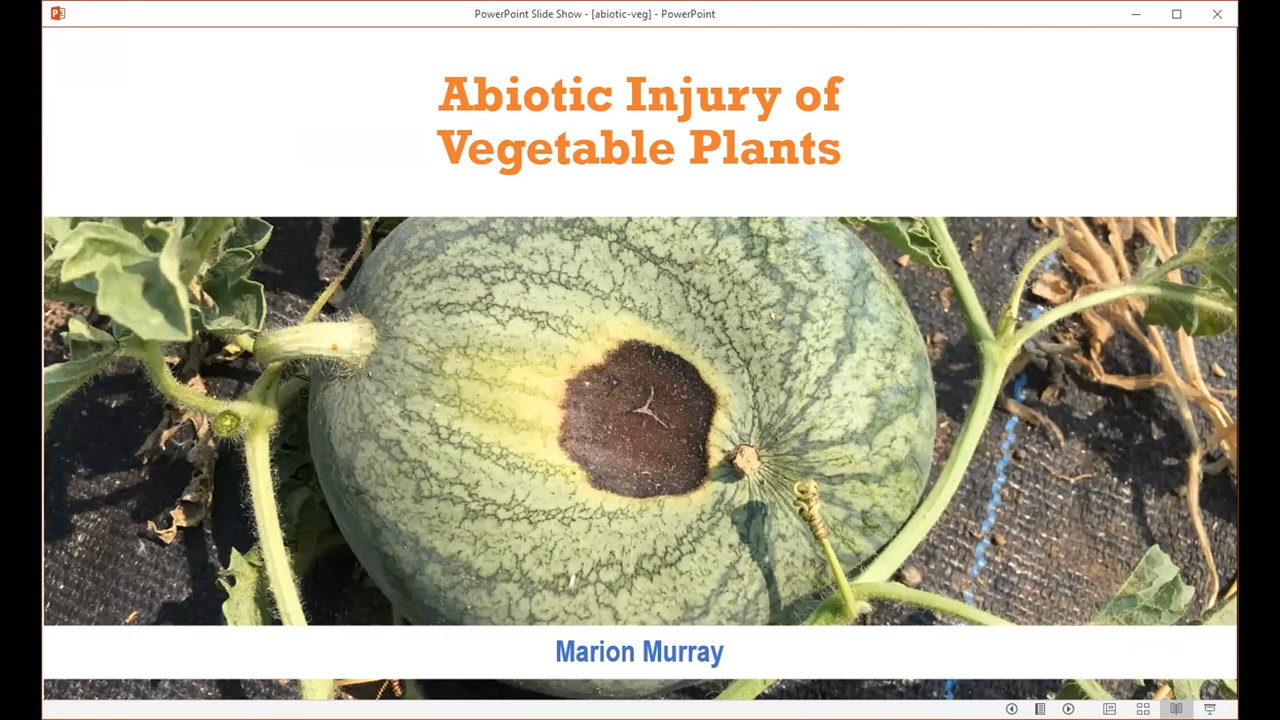 PowerPoint Slide Show - [abiotic-veg] - PowerPoint
Abiotic Injury of
Vegetable Plants
Marion Murray